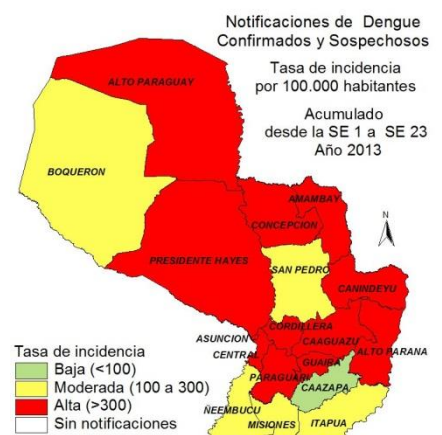 Notificaciones de Dengue
Confirmados y Sospechosos
Tasa de incidencia
por 100.000 habitantes
Acumulado
desde la SE 1 a SE 23
Año 2013
ALTO PARAGUAY
BOQUERON
AMAMBAY
CONCEPCION
N
PRESIDENTE HAYES
SAN PEDRO
CANINDEYU
CORDILLERA
ASUNCION
CAAGUAZU
CENTRAL
ALTO PARANA
GUAIRA
PARAGUARI
CAAZAPA
ÑEEMBUCU
MISIONES
ITAPUA
Tasa de incidencia
Baja (<100)
Moderada (100 a 300)
Alta (>300)
Sin notificaciones